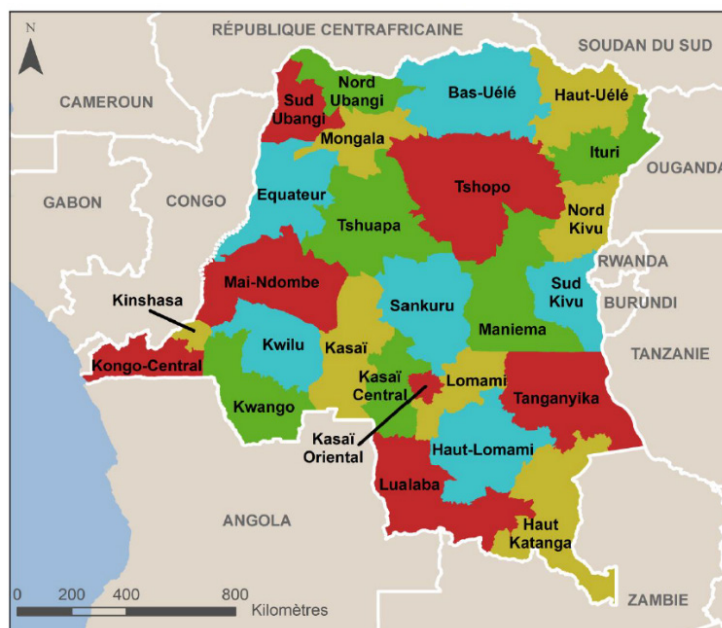 N
RÉPUBLIQUE CENTRAFRICAINE
SOUDAN DU SUD
CAMEROUN
Nord
Ubangi
Bas-Uélé
Haut-Uélé
Sud
Ubangi
Mongala
Ituri
OUGANDA
GABON
CONGO
Equateur
Tshopo
Tshuapa
Nord
Kivu
RWANDA
Mai-Ndombe
Sud
Kivu
BURUNDI
Kinshasa
Sankuru
Maniema
TANZANIE
Kwilu
Kasaï
Kongo-Central
Kasaï
Central
Lomami
Tanganyika
Kwango
Kasaï
Oriental
Haut-Lomami
Lualaba
ANGOLA
Haut
Katanga
ZAMBIE
0 200 400 800
Kilomètres